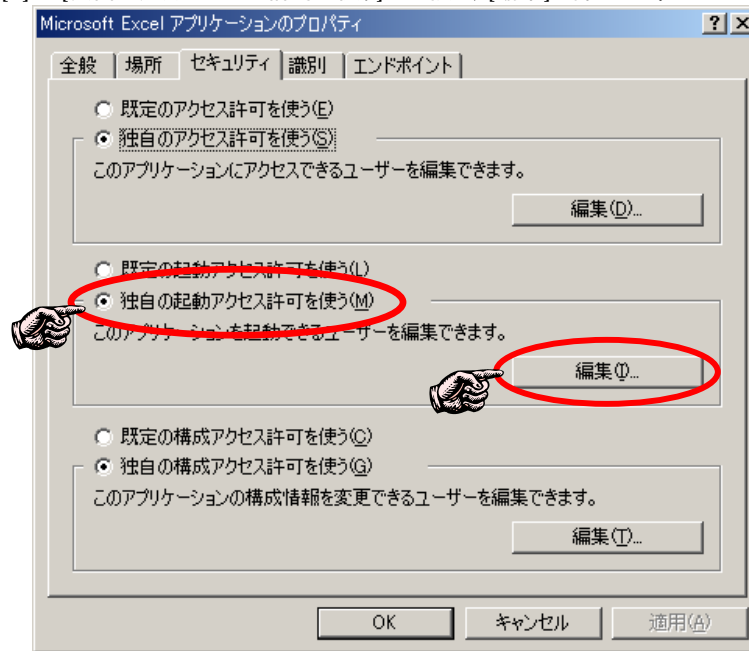 Microsoft Excel アプリケーションのプロパティ
全般 場所 セキュリティ 識別 エンドポイント
既定のアクセス許可を使う(E)
独自のアクセス許可を使う(S)
このアプリケーションにアクセスできるユーザーを編集できます。
編集(D)...
既定の起動アクセス許可を使う(L)
独自の起動アクセス許可を使う(M)
このアプリケーションを起動できるユーザーを編集できます。
編集(I)...
既定の構成アクセス許可を使う(C)
独自の構成アクセス許可を使う(G)
このアプリケーションの構成情報を変更できるユーザーを編集できます。
編集(T)...
OK キャンセル 適用(A)